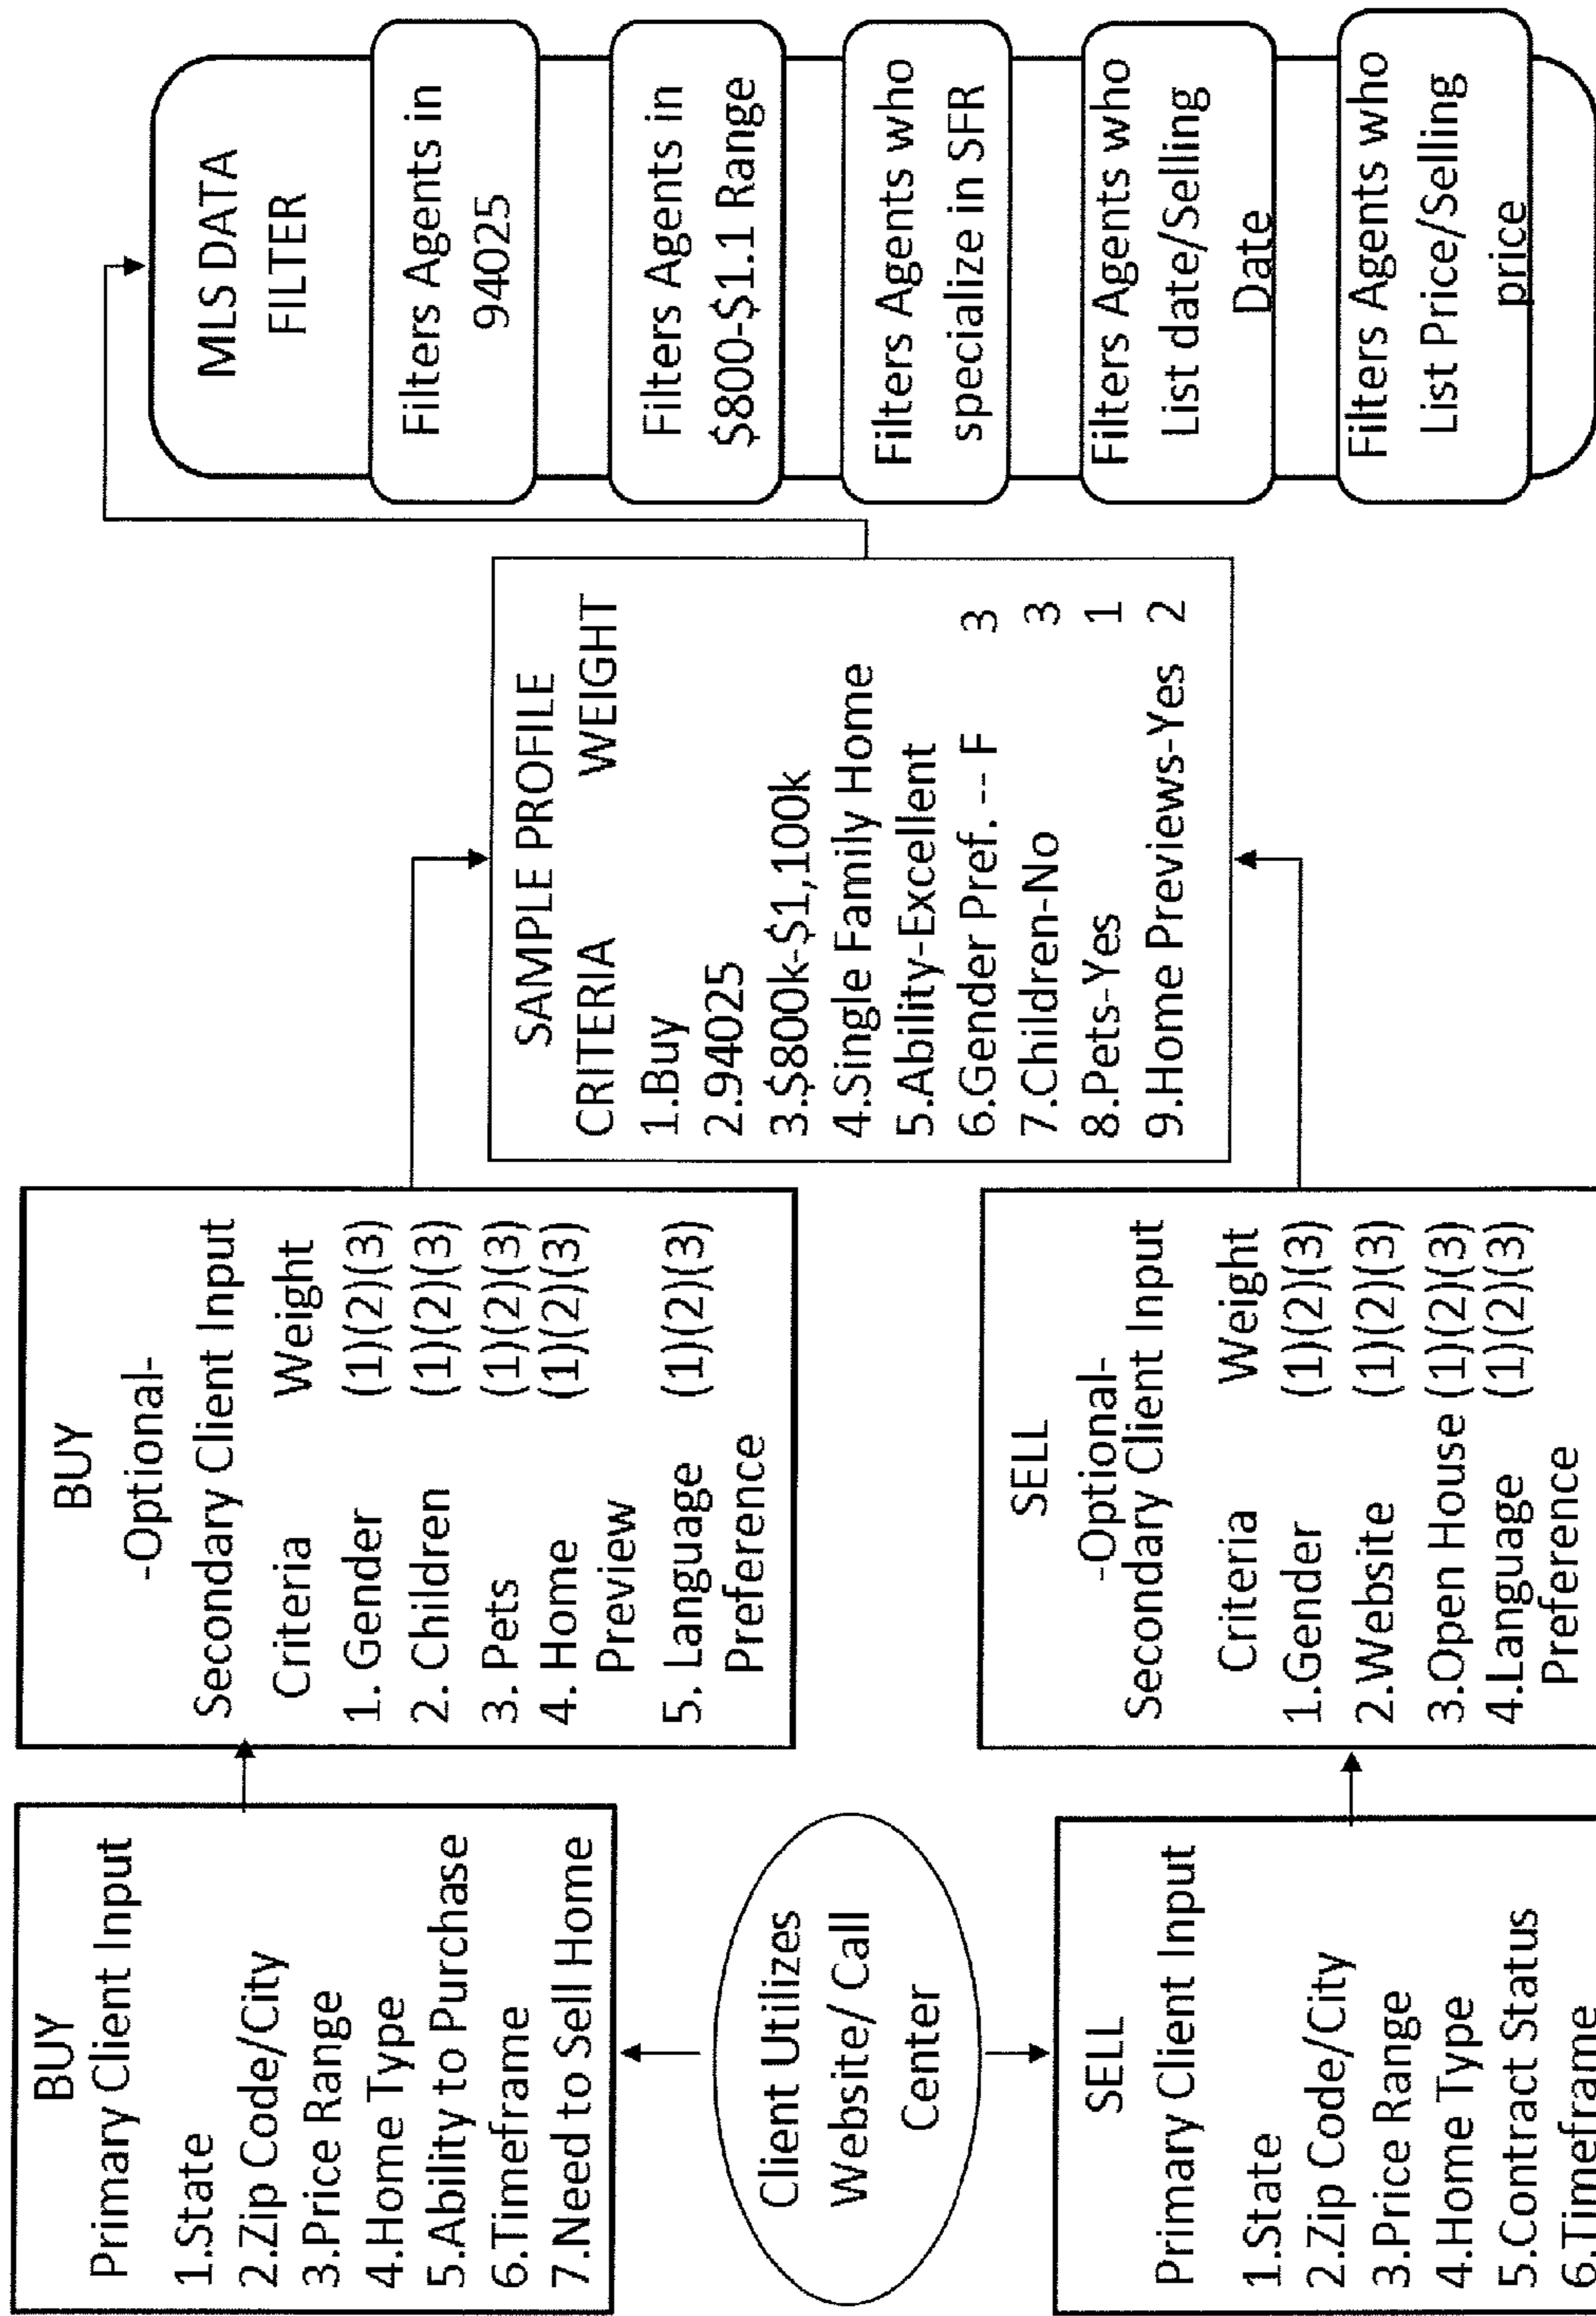 BUY
Primary Client Input
1.State
2.Zip Code/City
3.Price Range
4.Home Type
5.Ability to Purchase
6.Timeframe
7.Need to Sell Home
Client Utilizes
Website/ Call
Center
SELL
Primary Client Input
1.State
2.Zip Code/City
3.Price Range
4.Home Type
5.Contract Status
6.Timeframe
BUY
-Optional-
Secondary Client Input
Criteria Weight
1. Gender (1)(2)(3)
2. Children (1)(2)(3)
3. Pets (1)(2)(3)
4. Home (1)(2)(3)
Preview
5. Language (1)(2)(3)
Preference
SELL
-Optional-
Secondary Client Input
Criteria Weight
1.Gender (1)(2)(3)
2.Website (1)(2)(3)
3.Open House (1)(2)(3)
4.Language (1)(2)(3)
Preference
SAMPLE PROFILE
CRITERIA WEIGHT
1.Buy
2.94025
3.$800k-$1,100k
4.Single Family Home
5.Ability-Excellent
6.Gender Pref. -- F 3
7.Children-No 3
8.Pets-Yes 1
9.Home Previews-Yes 2
MLS DATA
FILTER
Filters Agents in
94025
Filters Agents in
$800-$1.1 Range
Filters Agents who
specialize in SFR
Filters Agents who
List date/Selling
Date
Filters Agents who
List Price/Selling
price